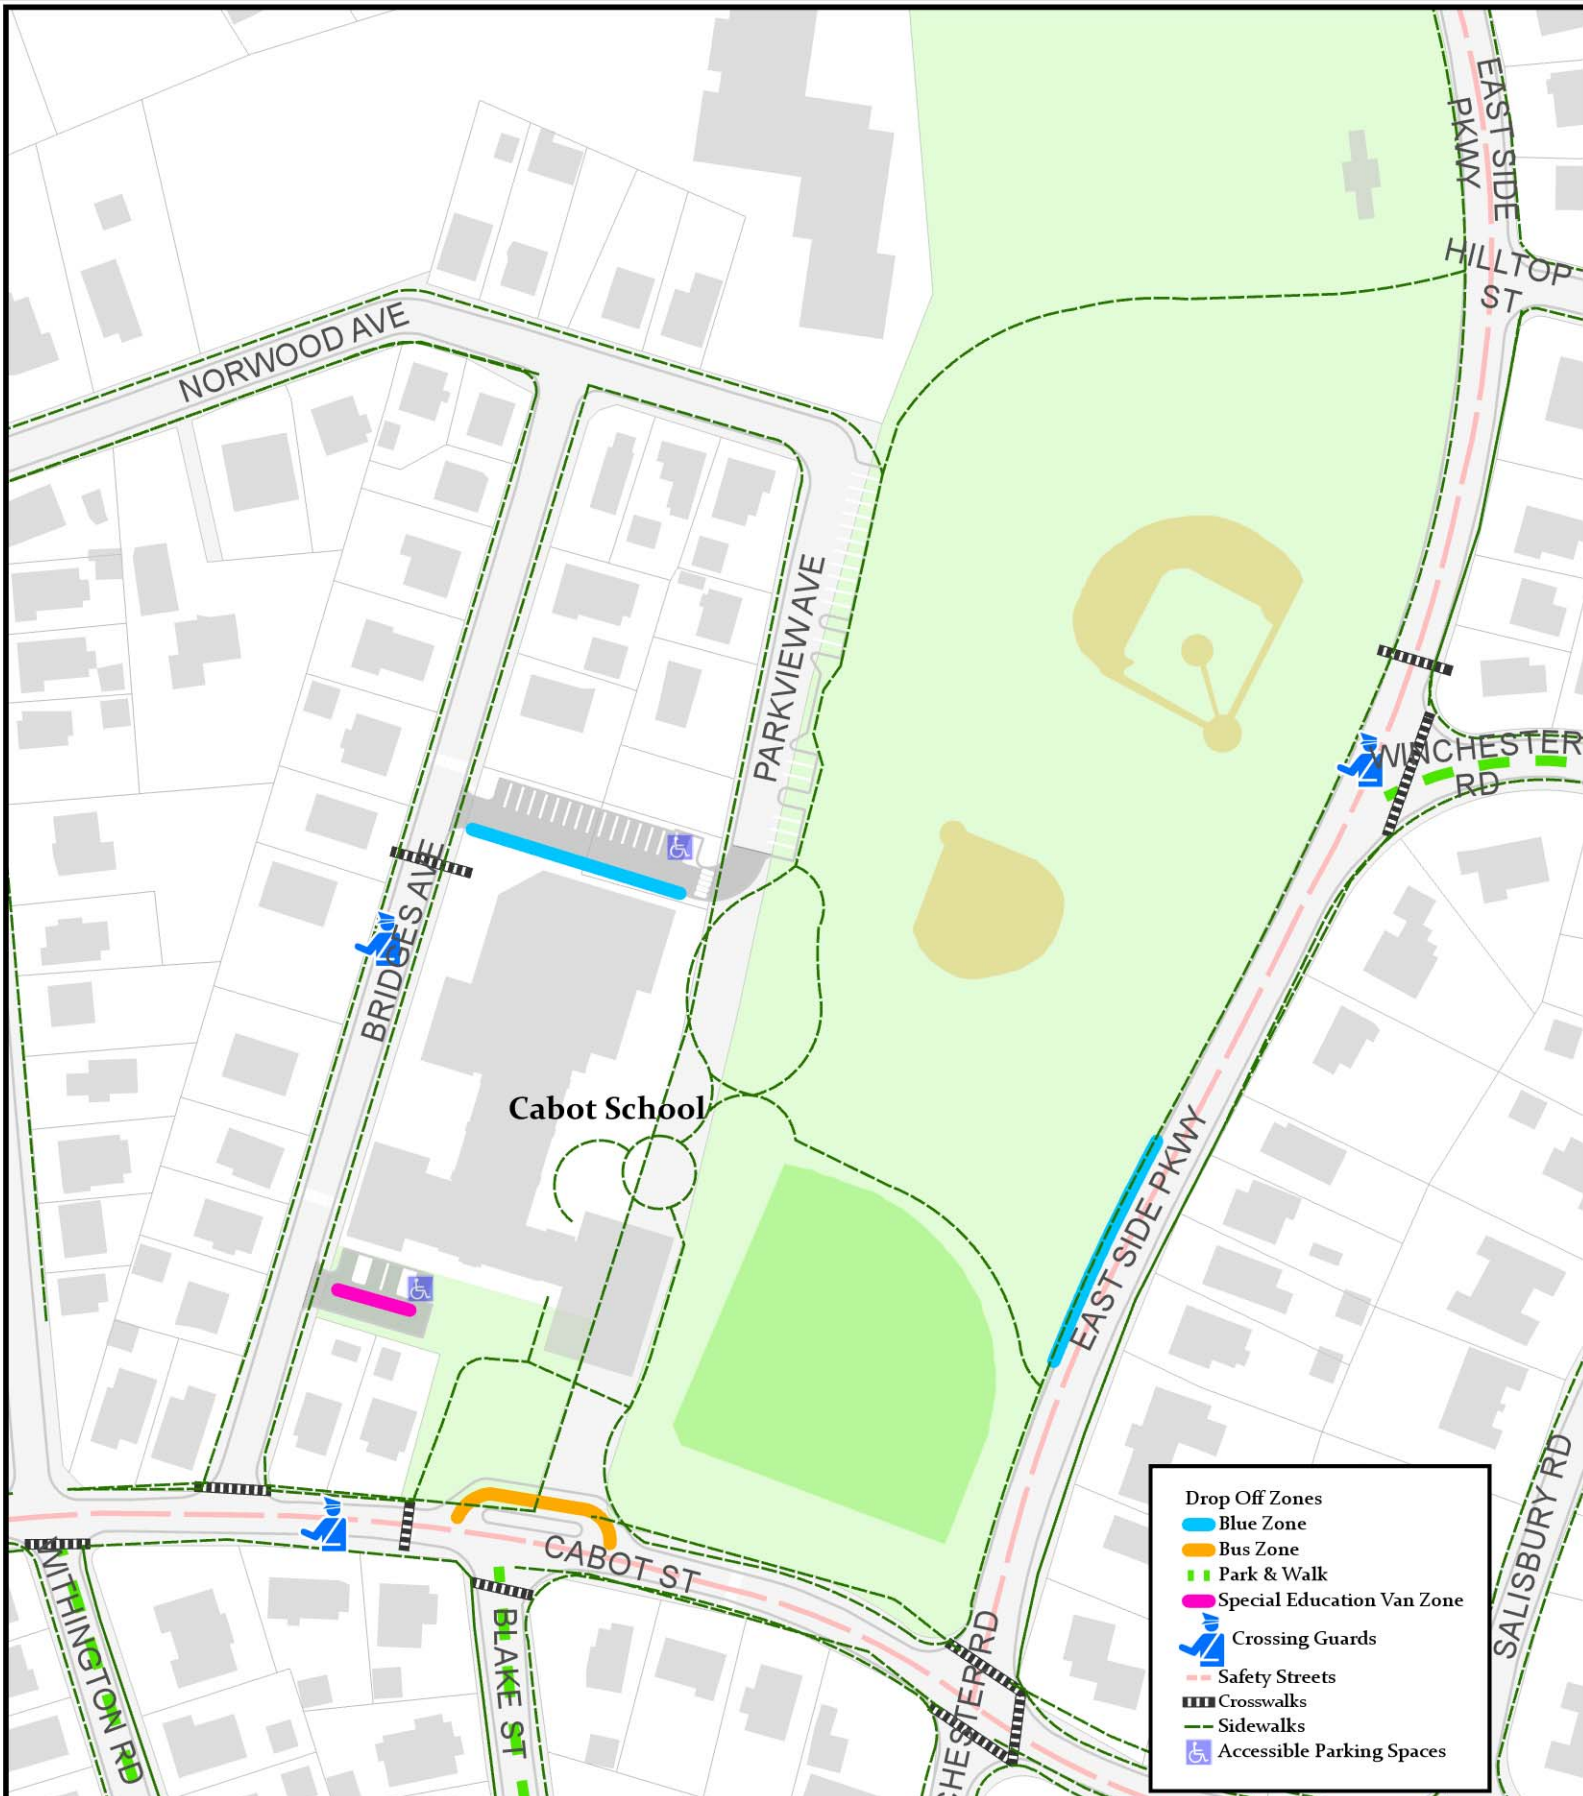 EAST SIDE
PKWY
HILLTOP
ST
NORWOOD AVE
PARKVIEW AVE
WINCHESTER
RD
BRIDGES AVE
Cabot School
EAST SIDE PKWY
CABOT ST
WITHINGTON RD
BLAKE ST
CHESTER RD
SALISBURY RD
Drop Off Zones
Blue Zone
Bus Zone
Park & Walk
Special Education Van Zone
Crossing Guards
Safety Streets
Crosswalks
Sidewalks
Accessible Parking Spaces